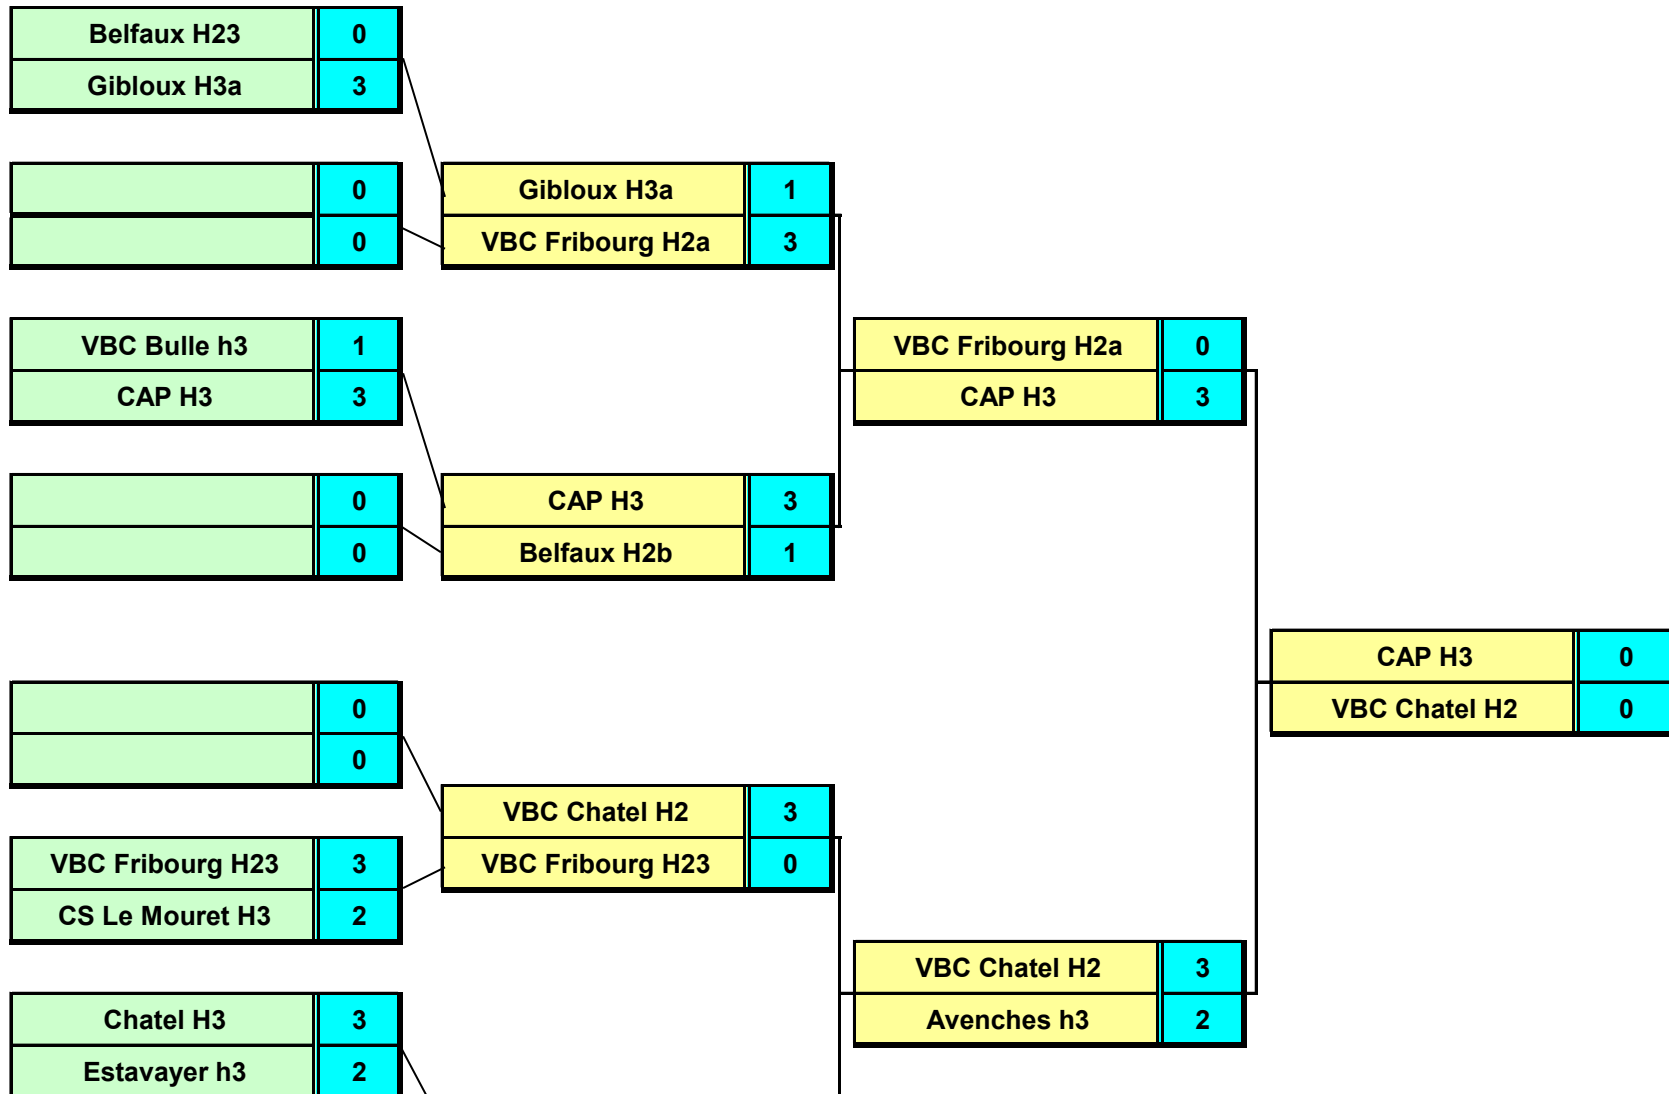 Belfaux H23 0
Gibloux H3a 3
0
0
Gibloux H3a 1
VBC Fribourg H2a 3
VBC Bulle h3 1
CAP H3 3
VBC Fribourg H2a 0
CAP H3 3
0
0
CAP H3 3
Belfaux H2b 1
CAP H3 0
VBC Chatel H2 0
0
0
VBC Chatel H2 3
VBC Fribourg H23 0
VBC Fribourg H23 3
CS Le Mouret H3 2
VBC Chatel H2 3
Avenches h3 2
Chatel H3 3
Estavayer h3 2